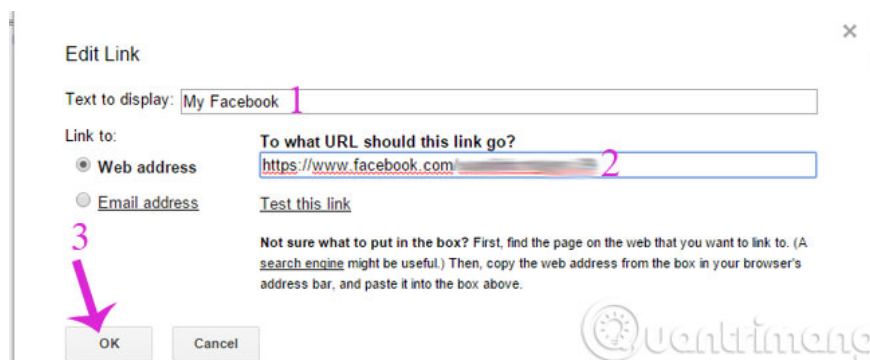 Edit Link
Text to display: My Facebook 1
Link to:
To what URL should this link go?
Web address
https://www.facebook.com/ 2
Email address
Test this link
3
Not sure what to put in the box? First, find the page on the web that you want to link to. (A
search engine might be useful.) Then, copy the web address from the box in your browser's
address bar, and paste it into the box above.
OK
Cancel
Quantrimang